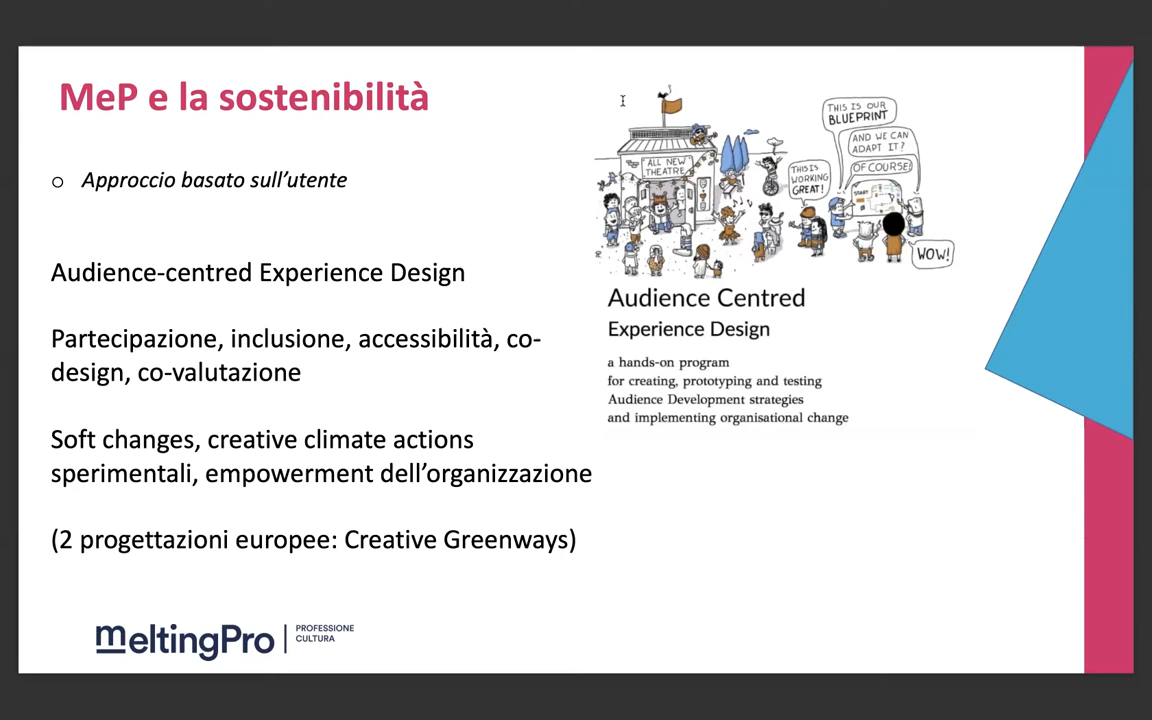 MeP e la sostenibilità
o Approccio basato sull’utente
Audience-centred Experience Design
Partecipazione, inclusione, accessibilità, co-
design, co-valutazione
Soft changes, creative climate actions
sperimentali, empowerment dell’organizzazione
(2 progettazioni europee: Creative Greenways)
meltingPro
PROFESSIONE
CULTURA
ALL NEW
THEATRE
THIS IS
WORKING
GREAT!
THIS IS OUR
BLUEPRINT
AND WE CAN
ADAPT IT?
OF COURSE!
START
WOW!
Audience Centred
Experience Design
a hands-on program
for creating, prototyping and testing
Audience Development strategies
and implementing organisational change